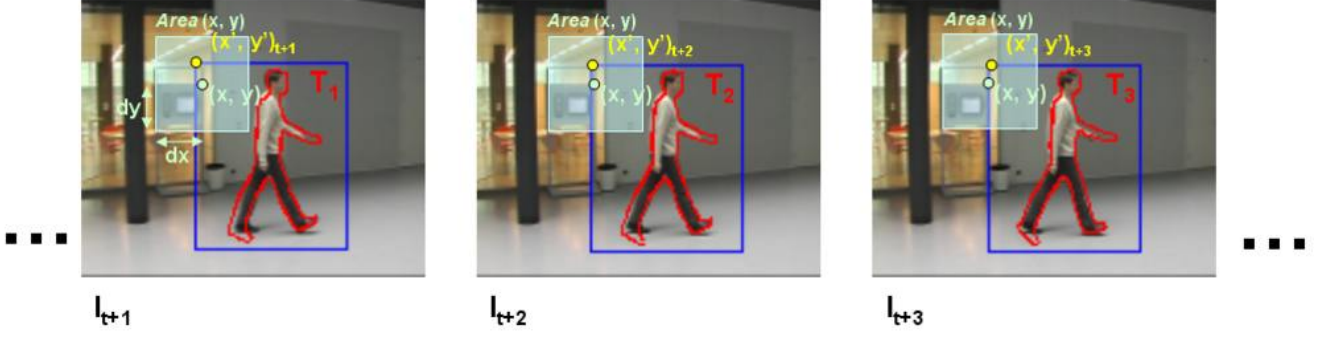 Area (x, y)
(x', y')t+1
T1
(x, y)
dy
dx
It+1
Area (x, y)
(x', y')t+2
T2
(x, y)
It+2
Area (x, y)
(x', y')t+3
T3
(x, y)
It+3
...
...